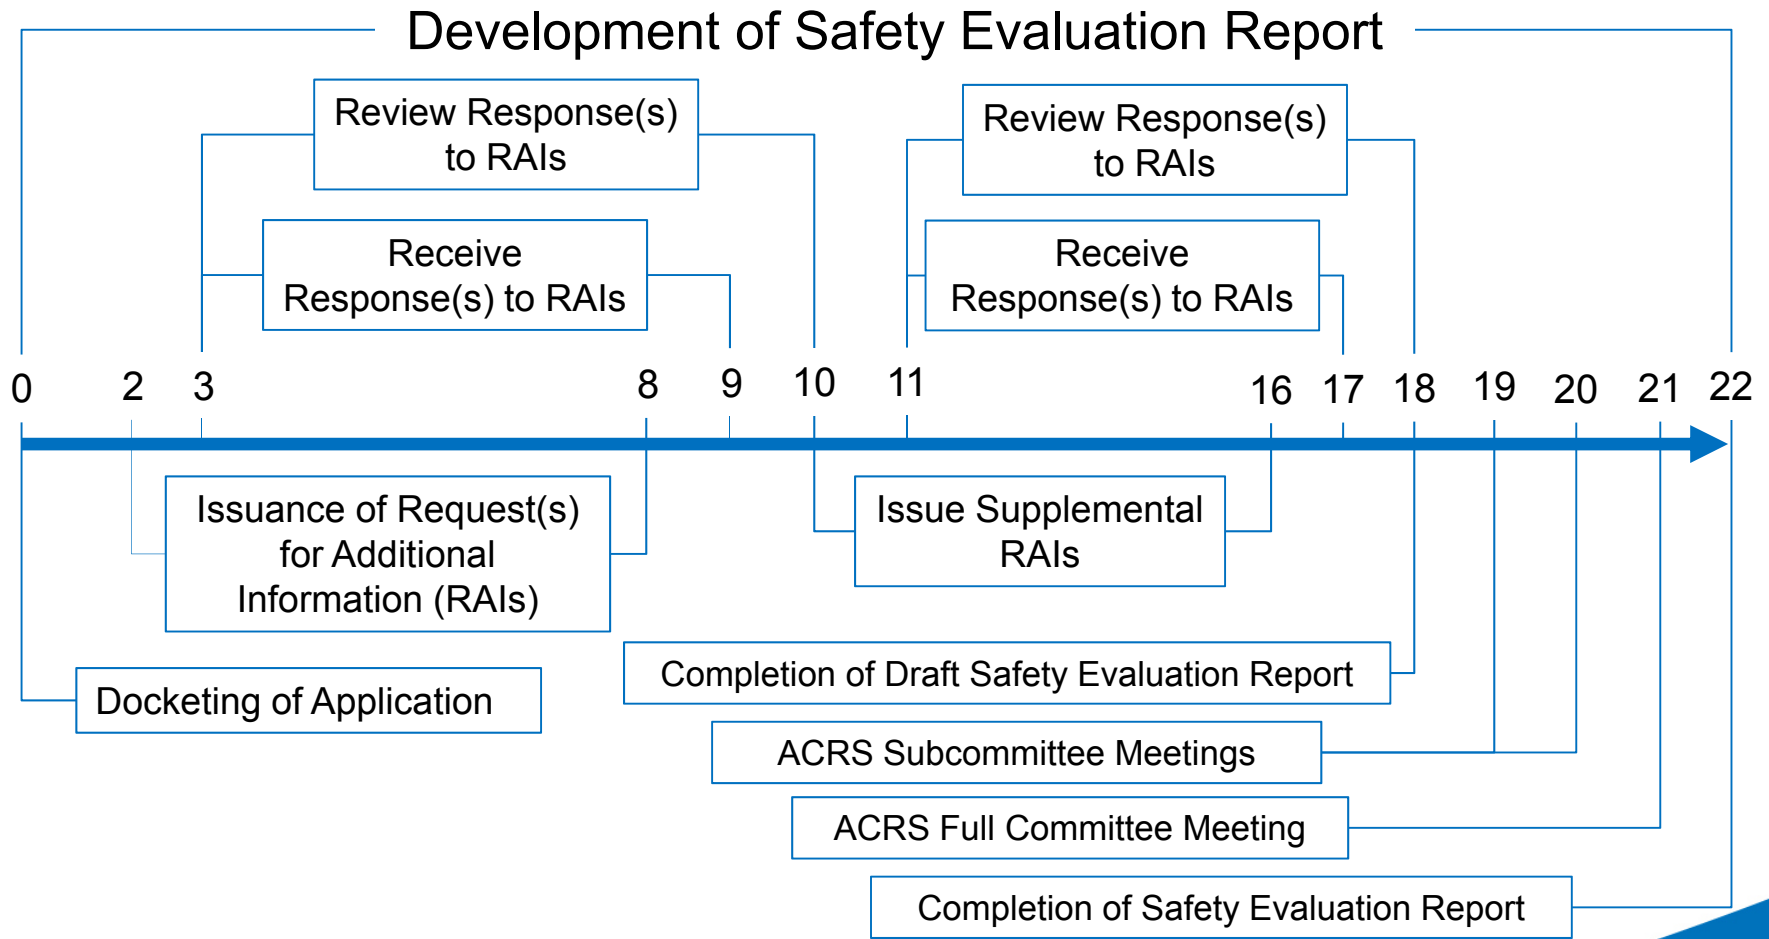 Development of Safety Evaluation Report
Review Response(s)
to RAIs
Review Response(s)
to RAIs
Receive
Response(s) to RAIs
Receive
Response(s) to RAIs
0 2 3 8 9 10 11 16 17 18 19 20 21 22
Issuance of Request(s)
for Additional
Information (RAIs)
Issue Supplemental
RAIs
Completion of Draft Safety Evaluation Report
Docketing of Application
ACRS Subcommittee Meetings
ACRS Full Committee Meeting
Completion of Safety Evaluation Report